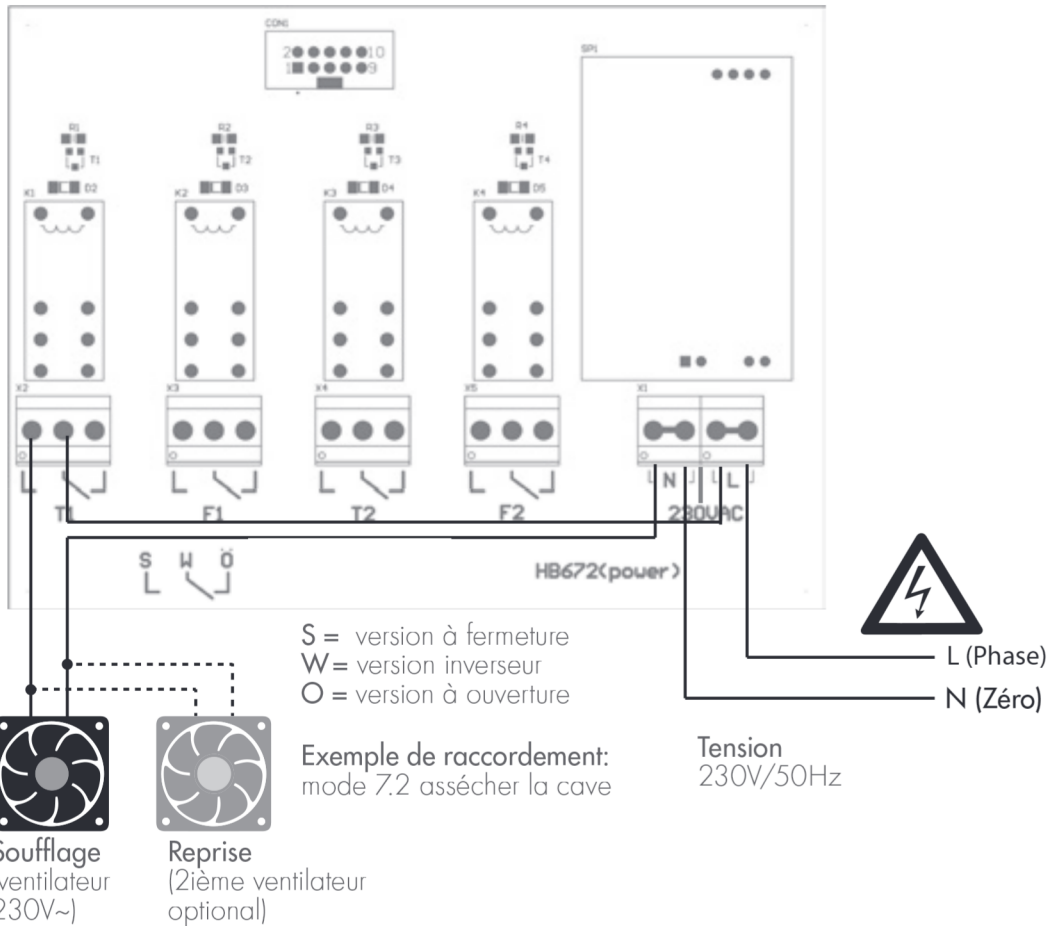 CON1
2 10
1 9
SP1
R1
R2
R3
R4
T1
T2
T3
T4
K1
D2
K2
D3
K3
D4
K4
D5
X2
X3
X4
X5
X1
N
L
T1
F1
T2
F2
230VAC
S W Ö
HB672(power)
S = version à fermeture
W = version inverseur
O = version à ouverture
L (Phase)
N (Zéro)
Exemple de raccordement:
mode 7.2 assécher la cave
Tension
230V/50Hz
Soufflage
ventilateur
230V~)
Reprise
(2ième ventilateur
optional)